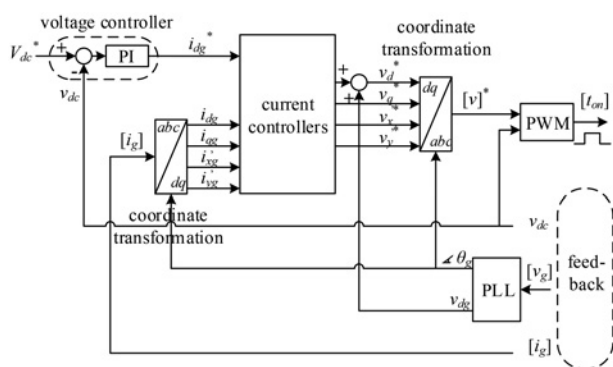 voltage controller
coordinate
transformation
V_dc*
+
-
PI
i_dg*
v_dc
current
controllers
+
+
v_d*
v_q*
v_x*
v_y*
dq
abc
[v]*
PWM
[t_on]
[i_g]
abc
dq
i_dg
i_qg
i_xg
i_yg
coordinate
transformation
v_dc
∡ θ_g
v_dg
PLL
[v_g]
feed-
back
[i_g]